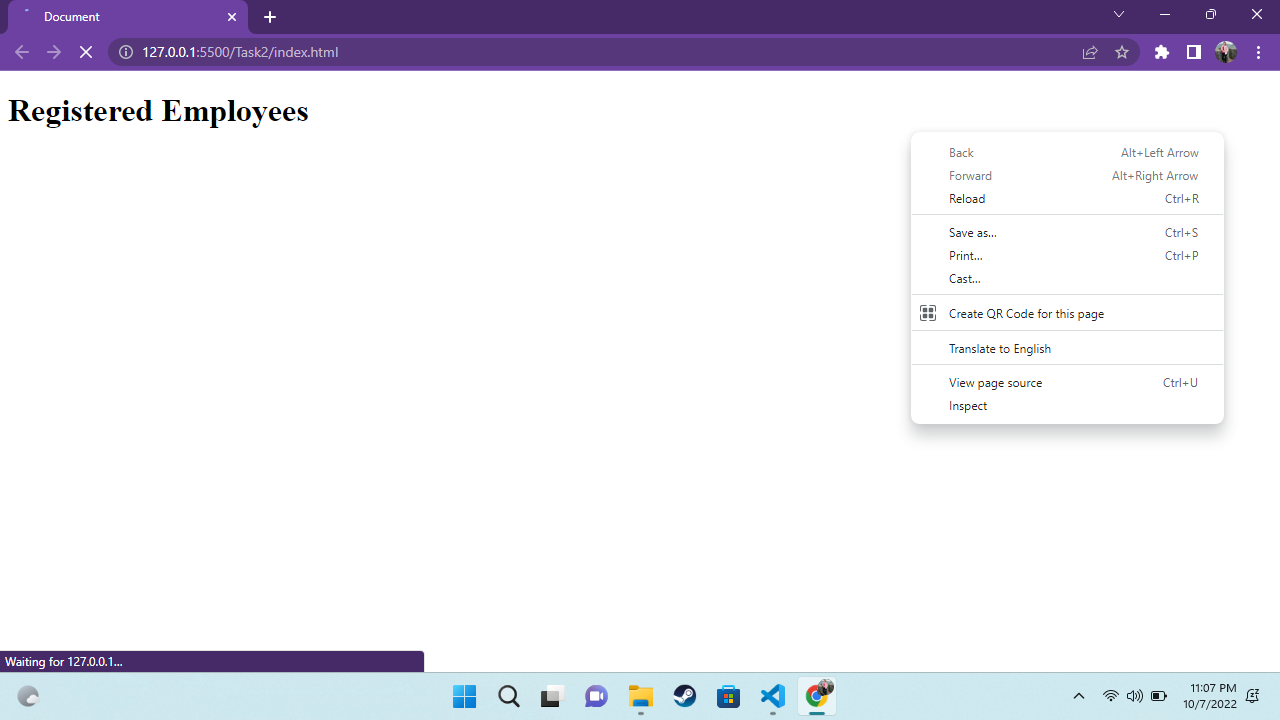 Document
127.0.0.1:5500/Task2/index.html
Registered Employees
Back Alt+Left Arrow
Forward Alt+Right Arrow
Reload Ctrl+R
Save as... Ctrl+S
Print... Ctrl+P
Cast...
Create QR Code for this page
Translate to English
View page source Ctrl+U
Inspect
Waiting for 127.0.0.1...
11:07 PM
10/7/2022